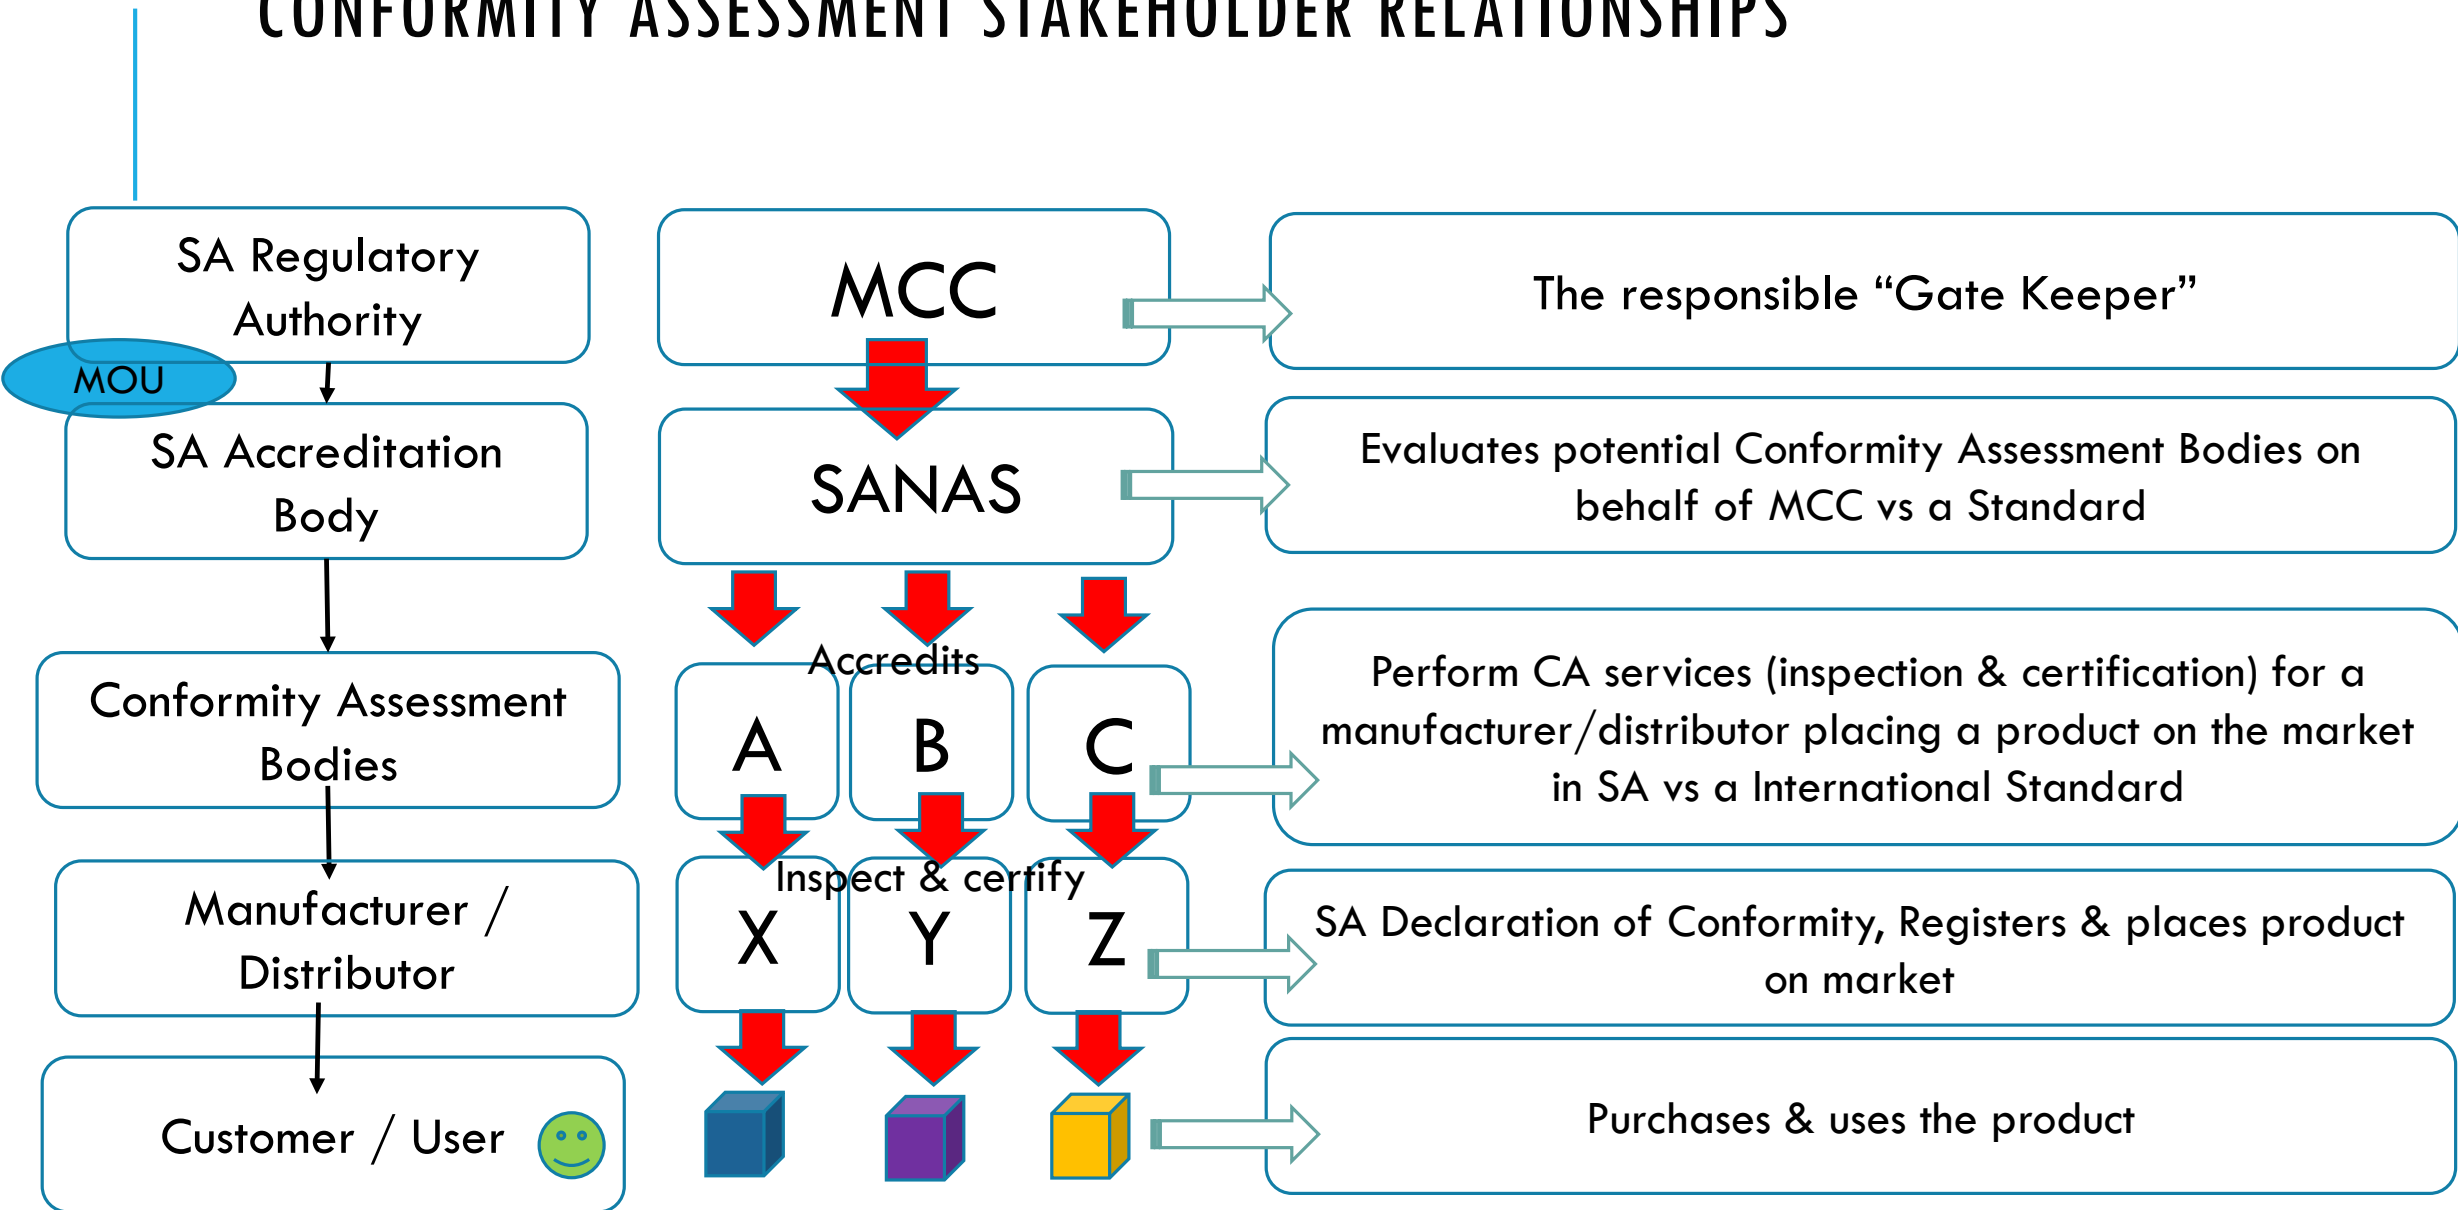 CONFORMITY ASSESSMENT STAKEHOLDER RELATIONSHIPS
SA Regulatory
Authority
MCC
The responsible “Gate Keeper”
MOU
SA Accreditation
Body
SANAS
Evaluates potential Conformity Assessment Bodies on
behalf of MCC vs a Standard
Accredits
Conformity Assessment
Bodies
A
B
C
Perform CA services (inspection & certification) for a
manufacturer/distributor placing a product on the market
in SA vs a International Standard
Inspect & certify
Manufacturer /
Distributor
X
Y
Z
SA Declaration of Conformity, Registers & places product
on market
Customer / User
Purchases & uses the product